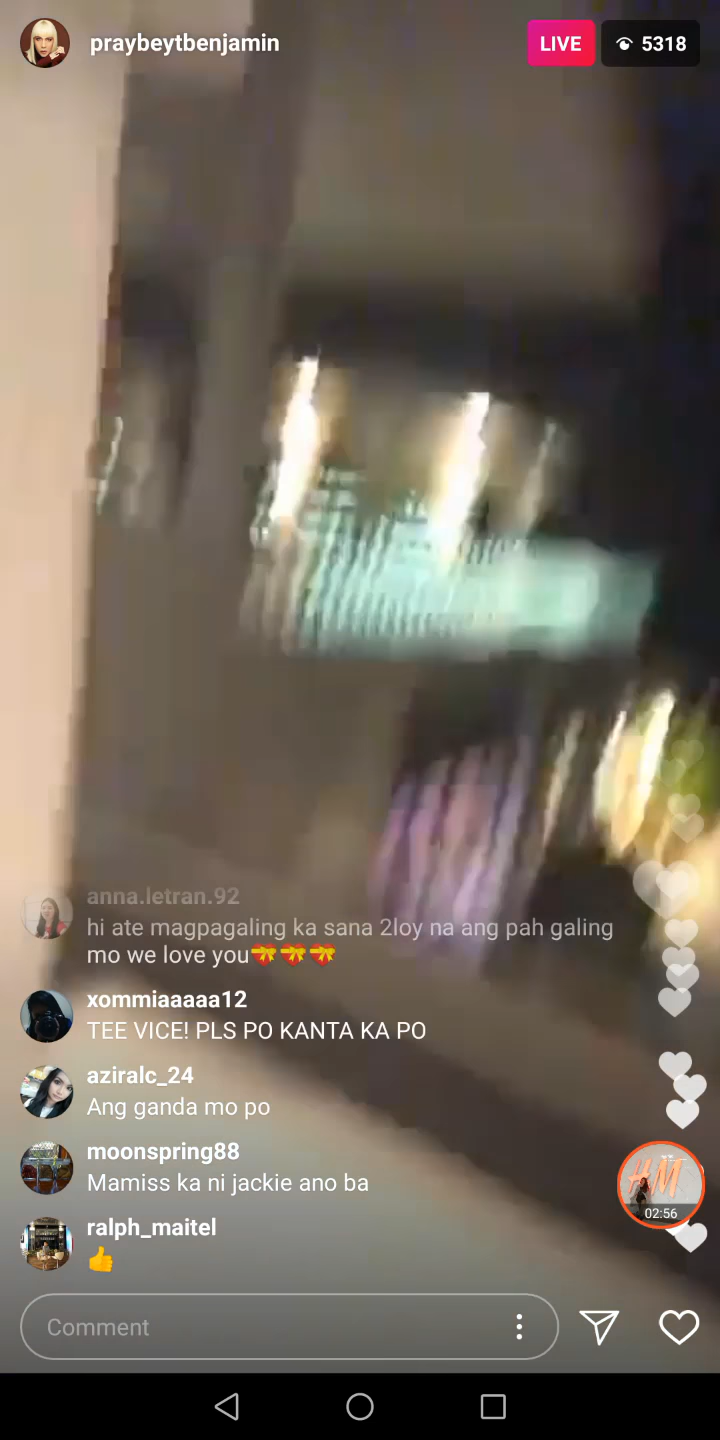 praybeytbenjamin
LIVE
5318
anna.letran.92
hi ate magpagaling ka sana 2loy na ang pah galing
mo we love you💝💝💝
xommiaaaaa12
TEE VICE! PLS PO KANTA KA PO
aziralc_24
Ang ganda mo po
moonspring88
Mamiss ka ni jackie ano ba
H&M
02:56
ralph_maitel
👍
Comment